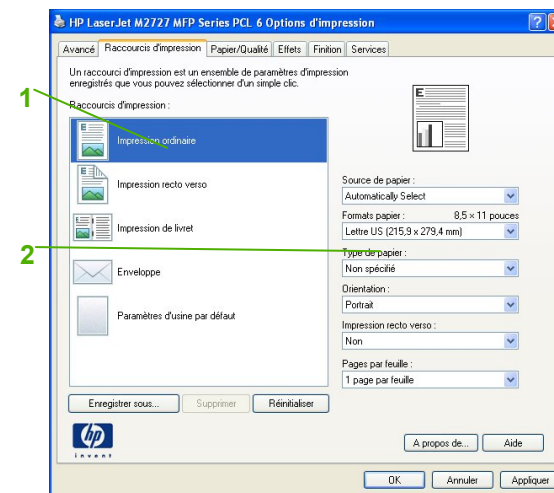 HP LaserJet M2727 MFP Series PCL 6 Options d'impression
Avancé Raccourcis d'impression Papier/Qualité Effets Finition Services
Un raccourci d'impression est un ensemble de paramètres d'impression
enregistrés que vous pouvez sélectionner d'un simple clic.
1
Raccourcis d'impression :
E
Impression ordinaire
E
Impression recto verso
E
Impression de livret
2
Enveloppe
Paramètres d'usine par défaut
Enregistrer sous...
Supprimer
Réinitialiser
E
Source de papier :
Automatically Select
Formats papier : 8,5 × 11 pouces
Lettre US (215,9 x 279,4 mm)
Type de papier :
Non spécifié
Orientation :
Portrait
Impression recto verso :
Non
Pages par feuille :
1 page par feuille
hp
invent
A propos de...
Aide
OK
Annuler
Appliquer